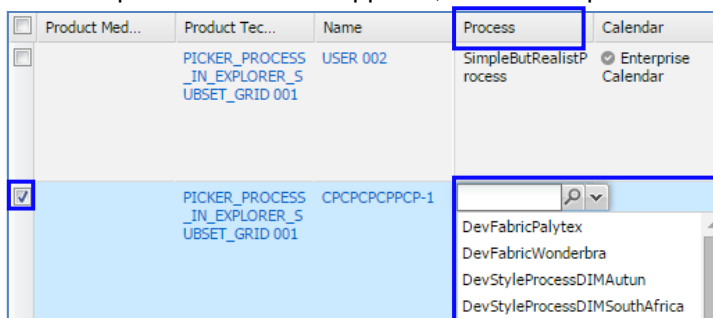 Product Med... Product Tec... Name Process Calendar
PICKER_PROCESS USER 002 SimpleButRealistP Enterprise
_IN_EXPLORER_S rocess Calendar
UBSET_GRID 001
PICKER_PROCESS CPCPCPCPPCP-1
_IN_EXPLORER_S
UBSET_GRID 001
DevFabricPalytex
DevFabricWonderbra
DevStyleProcessDIMAutun
DevStyleProcessDIMSouthAfrica